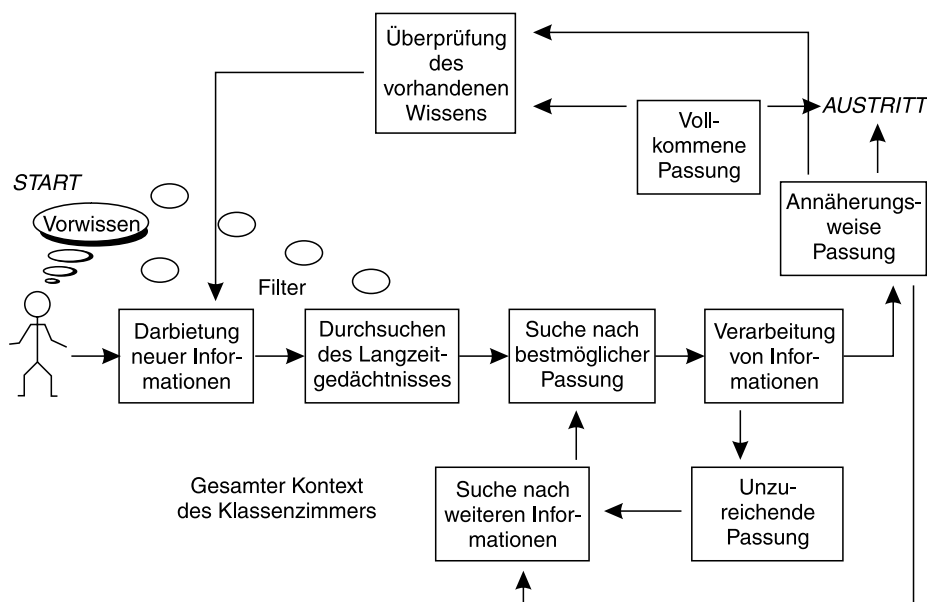 Überprüfung
des
vorhandenen
Wissens
Voll-
kommene
Passung
AUSTRITT
START
Vorwissen
Annäherungs-
weise
Passung
Filter
Darbietung
neuer Infor-
mationen
Durchsuchen
des Langzeit-
gedächtnisses
Suche nach
bestmöglicher
Passung
Verarbeitung
von Infor-
mationen
Gesamter Kontext
des Klassenzimmers
Suche nach
weiteren Infor-
mationen
Unzu-
reichende
Passung